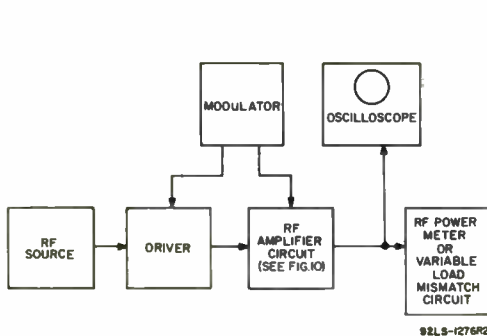 MODULATOR
OSCILLOSCOPE
RF
SOURCE
ORIVER
RF
AMPLIFIER
CIRCUIT
(SEE FIG.10)
RF POWER
METER
OR
VARIABLE
LOAD
MISMATCH
CIRCUIT
92LS-1276R2